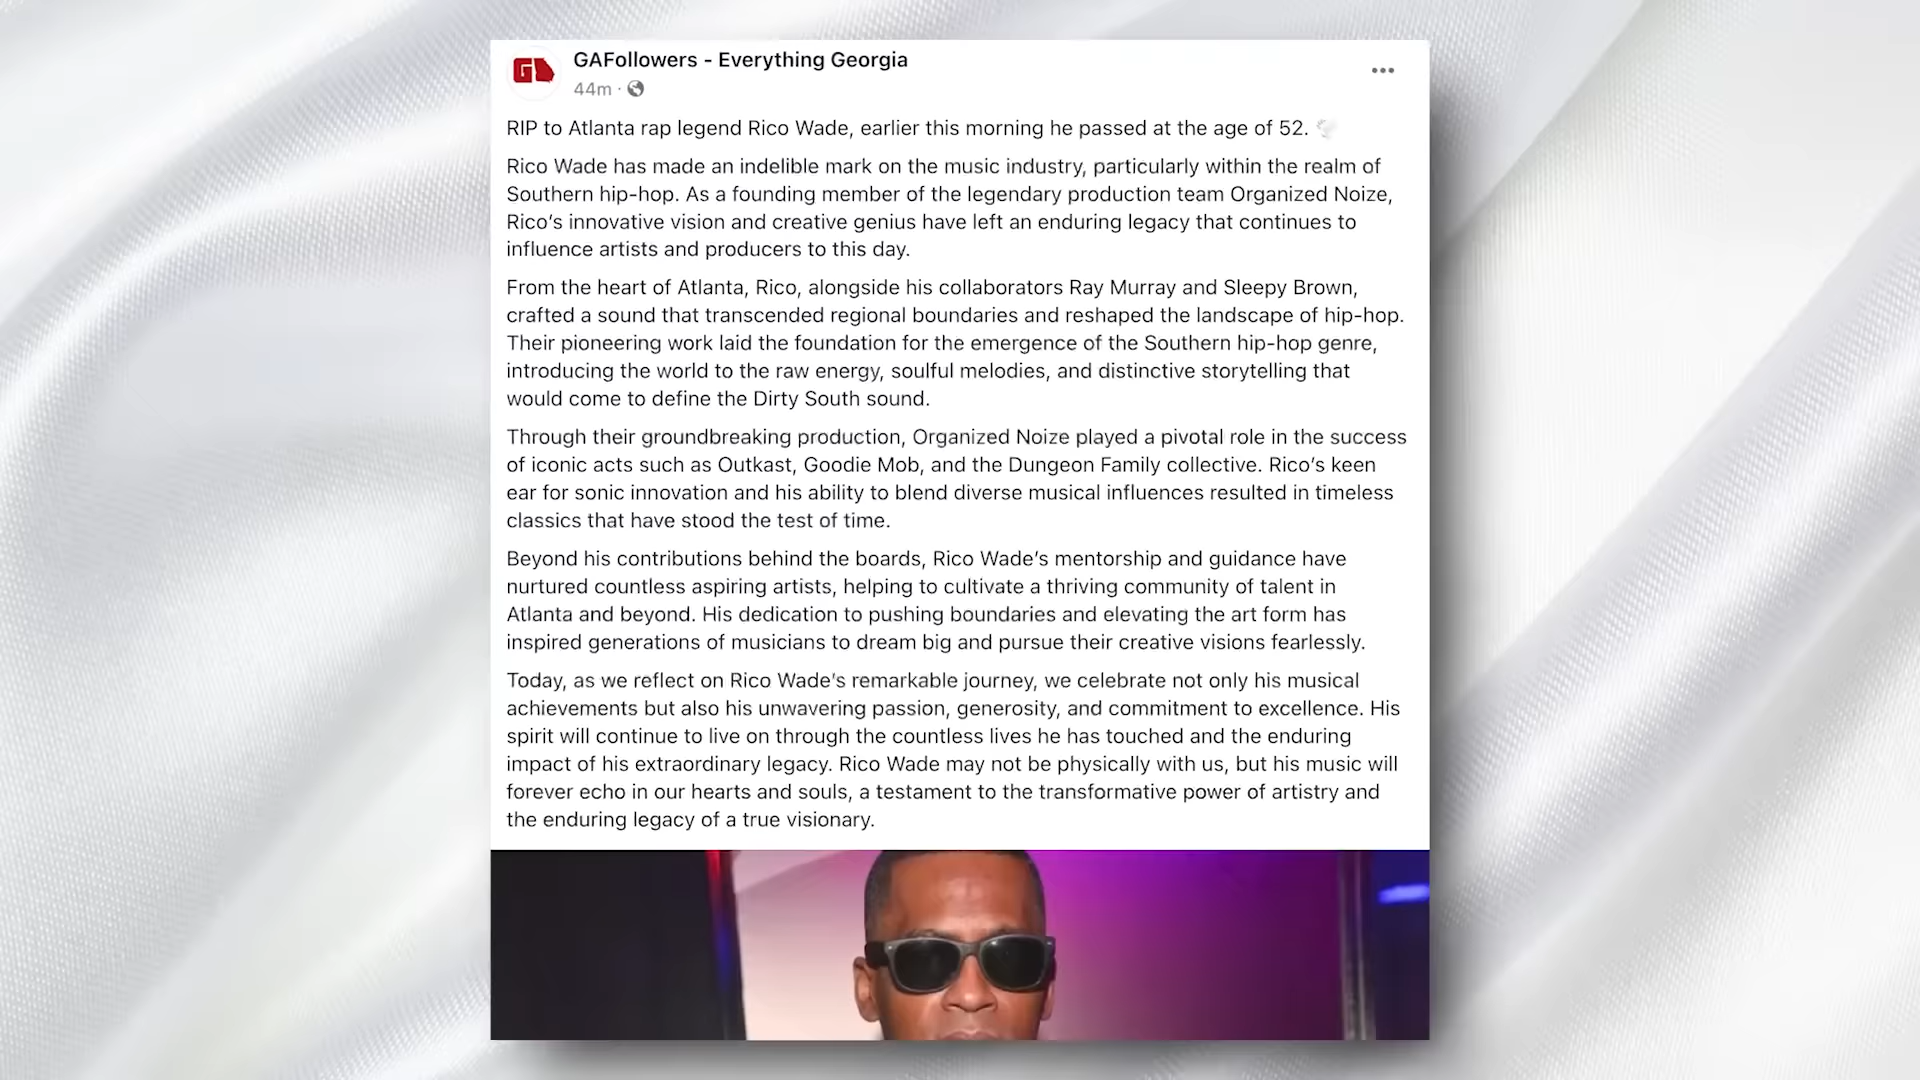 GAFollowers - Everything Georgia
44m ·
RIP to Atlanta rap legend Rico Wade, earlier this morning he passed at the age of 52. 🕊️
Rico Wade has made an indelible mark on the music industry, particularly within the realm of
Southern hip-hop. As a founding member of the legendary production team Organized Noize,
Rico’s innovative vision and creative genius have left an enduring legacy that continues to
influence artists and producers to this day.
From the heart of Atlanta, Rico, alongside his collaborators Ray Murray and Sleepy Brown,
crafted a sound that transcended regional boundaries and reshaped the landscape of hip-hop.
Their pioneering work laid the foundation for the emergence of the Southern hip-hop genre,
introducing the world to the raw energy, soulful melodies, and distinctive storytelling that
would come to define the Dirty South sound.
Through their groundbreaking production, Organized Noize played a pivotal role in the success
of iconic acts such as Outkast, Goodie Mob, and the Dungeon Family collective. Rico’s keen
ear for sonic innovation and his ability to blend diverse musical influences resulted in timeless
classics that have stood the test of time.
Beyond his contributions behind the boards, Rico Wade’s mentorship and guidance have
nurtured countless aspiring artists, helping to cultivate a thriving community of talent in
Atlanta and beyond. His dedication to pushing boundaries and elevating the art form has
inspired generations of musicians to dream big and pursue their creative visions fearlessly.
Today, as we reflect on Rico Wade’s remarkable journey, we celebrate not only his musical
achievements but also his unwavering passion, generosity, and commitment to excellence. His
spirit will continue to live on through the countless lives he has touched and the enduring
impact of his extraordinary legacy. Rico Wade may not be physically with us, but his music will
forever echo in our hearts and souls, a testament to the transformative power of artistry and
the enduring legacy of a true visionary.